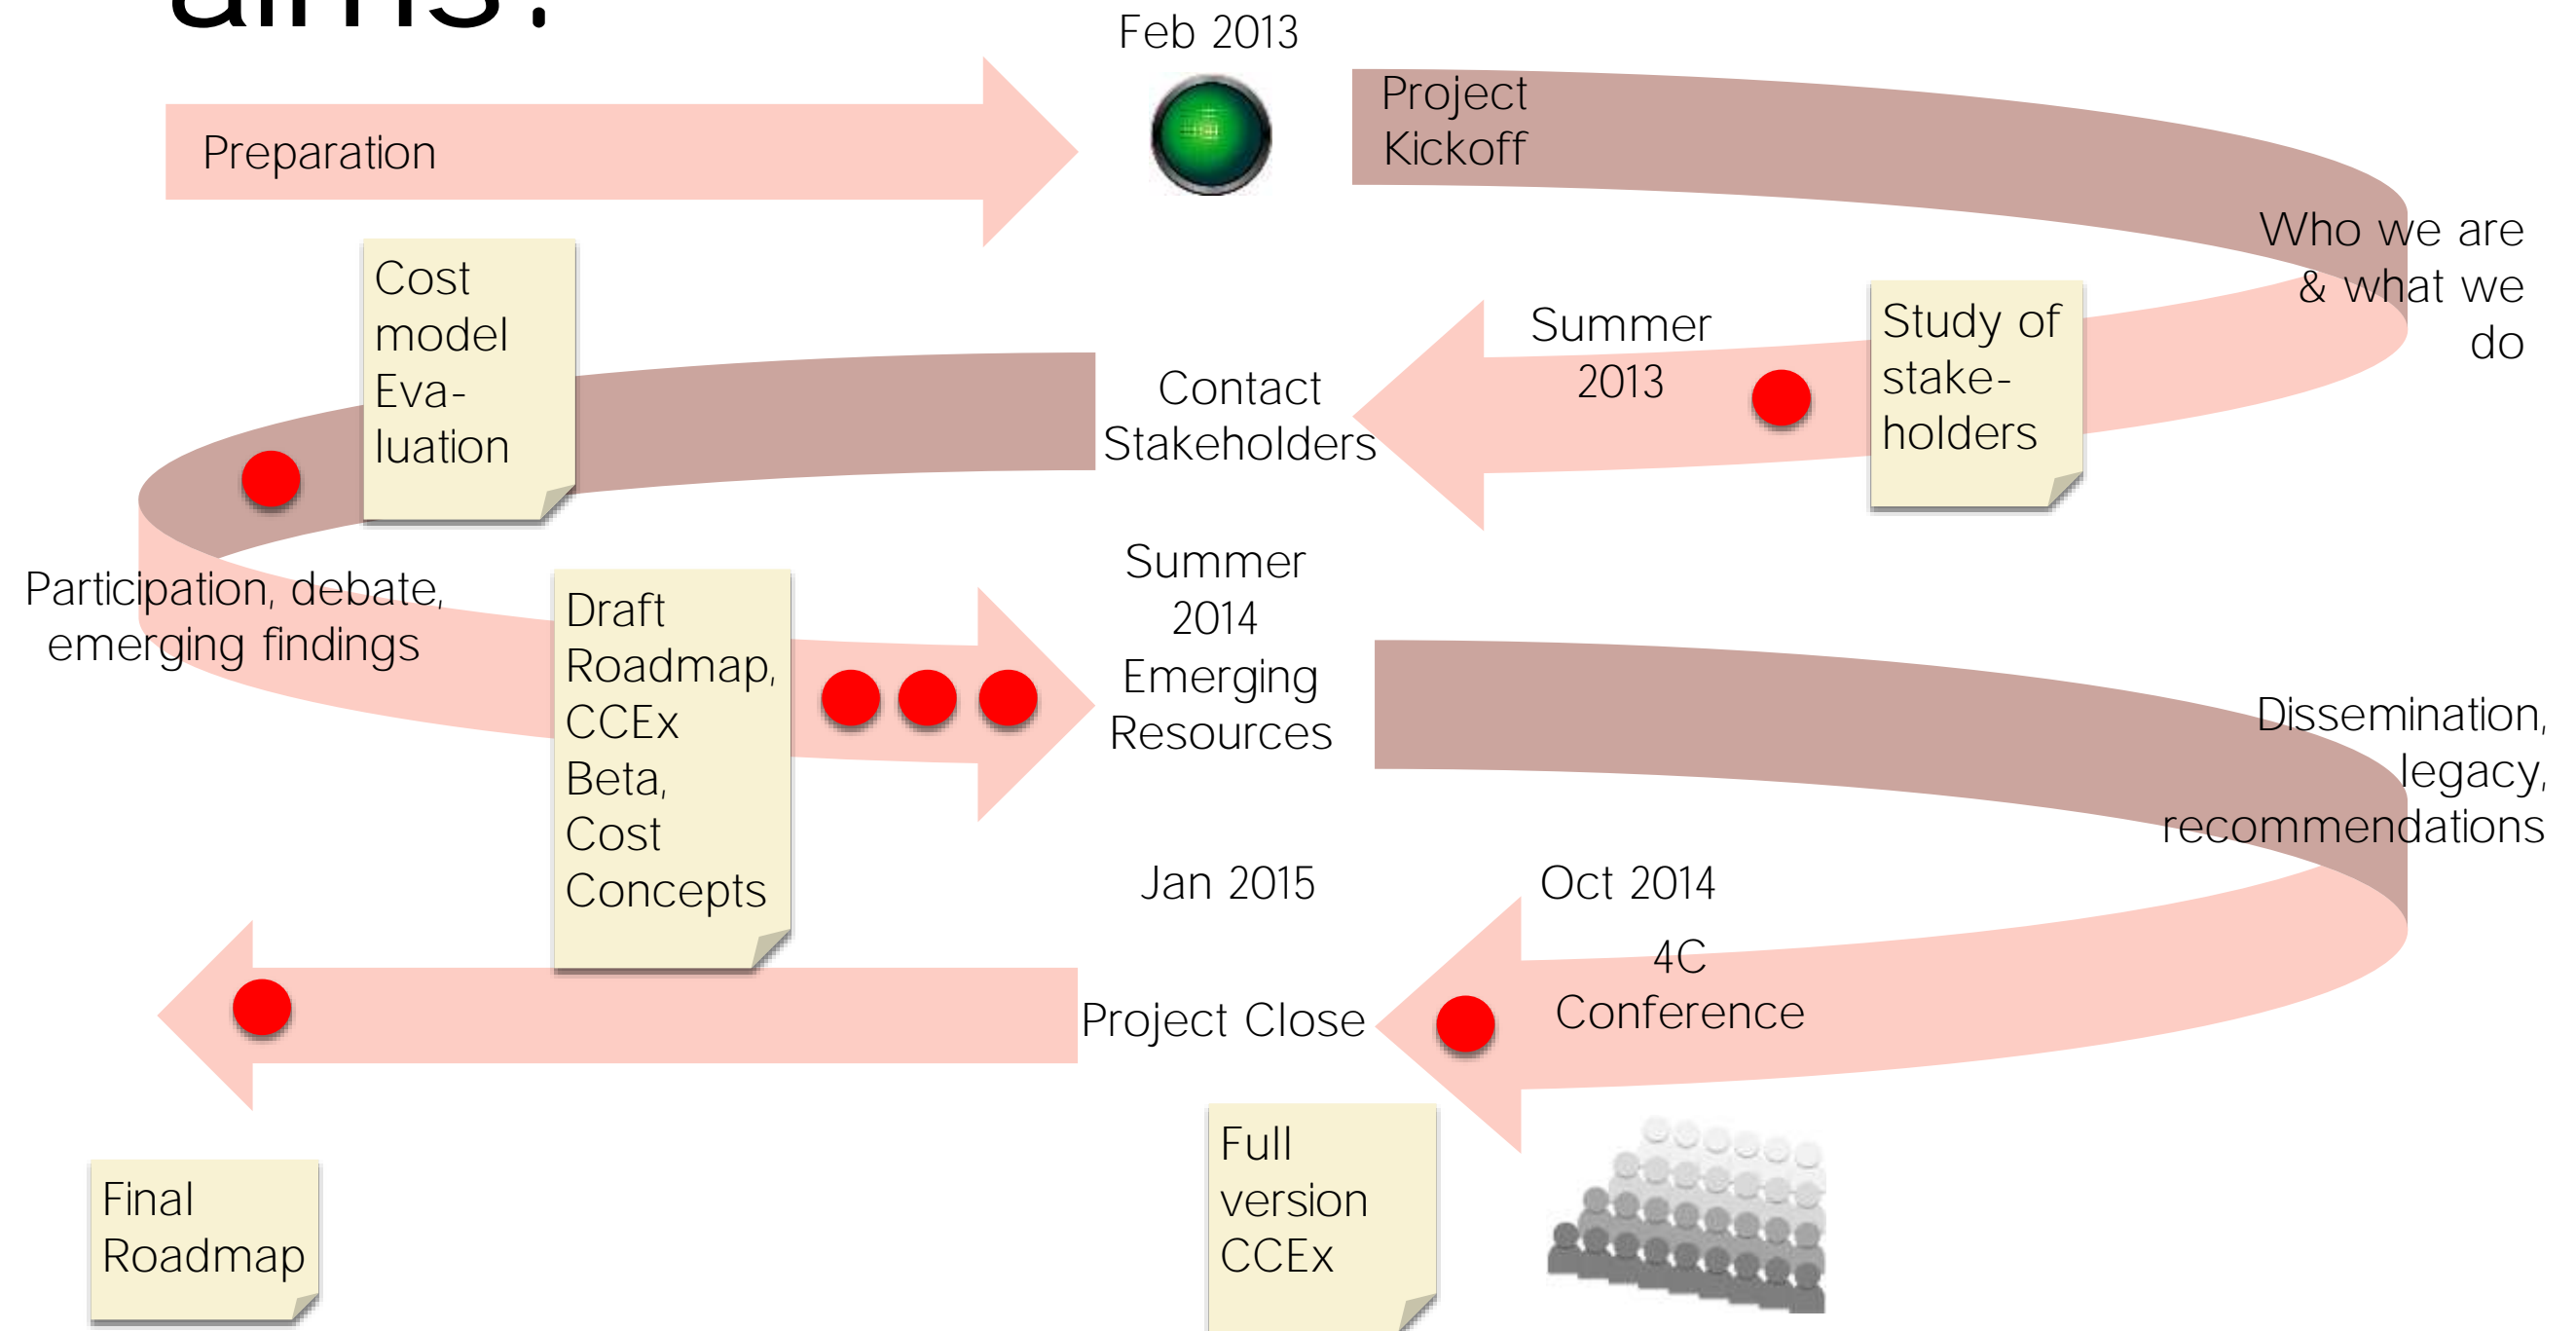 aims?
Feb 2013
Preparation
Project
Kickoff
Who we are
& what we
do
Cost
model
Eva-
luation
Study of
stake-
holders
Summer
2013
Contact
Stakeholders
Participation, debate,
emerging findings
Draft
Roadmap,
CCEx
Beta,
Cost
Concepts
Summer
2014
Emerging
Resources
Dissemination,
legacy,
recommendations
Jan 2015
Oct 2014
4C
Conference
Project Close
Final
Roadmap
Full
version
CCEx